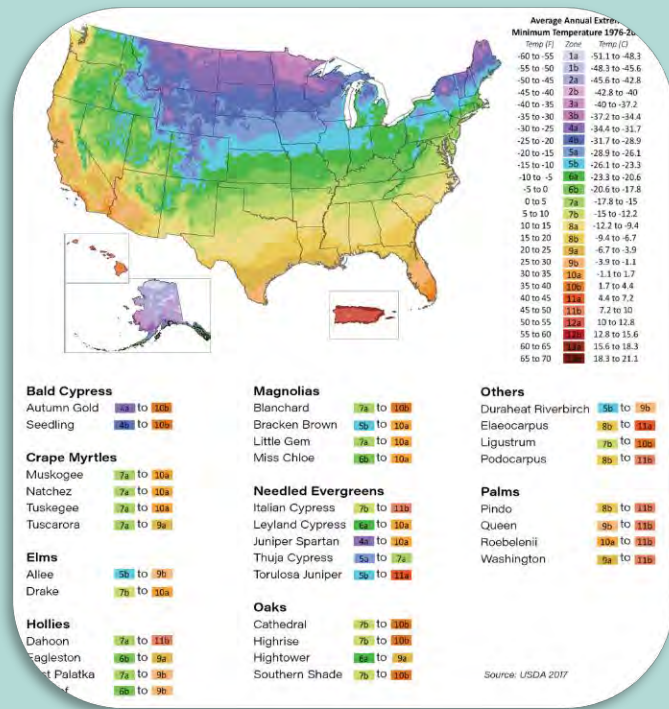 Average Annual
Minimum Temperature 1976-
Temp (F) Zone Temp (C)
-60 to -55 1a -51.1 to -48.3
-55 to -50 1b -48.3 to -45.6
-50 to -45 2a -45.6 to -42.8
-45 to -40 2b -42.8 to -40
-40 to -35 3a -40 to -37.2
-35 to -30 3b -37.2 to -34.4
-30 to -25 4a -34.4 to -31.7
-25 to -20 4b -31.7 to -28.9
-20 to -15 5a -28.9 to -26.1
-15 to -10 5b -26.1 to -23.3
-10 to -5 6a -23.3 to -20.6
-5 to 0 6b -20.6 to -17.8
0 to 5 7a -17.8 to -15
5 to 10 7b -15 to -12.2
10 to 15 8a -12.2 to -9.4
15 to 20 8b -9.4 to -6.7
20 to 25 9a -6.7 to -3.9
25 to 30 9b -3.9 to -1.1
30 to 35 10a -1.1 to 1.7
35 to 40 10b 1.7 to 4.4
40 to 45 11a 4.4 to 7.2
45 to 50 11b 7.2 to 10
50 to 55 12a 10 to 12.8
55 to 60 12b 12.8 to 15.6
60 to 65 13a 15.6 to 18.3
65 to 70 13b 18.3 to 21.1
Bald Cypress
Autumn Gold 4a to 10b
Seedling 4b to 10b
Crape Myrtles
Muskogee 7a to 10a
Natchez 7a to 10a
Tuskegee 7a to 10a
Tuscarora 7a to 9a
Elms
Allee 5b to 9b
Drake 7b to 10a
Hollies
Dahoon 7a to 11b
Eagleston 6b to 9a
Palatka 7a to 9b
6b to 9b
Magnolias
Blanchard 7a to 10b
Bracken Brown 5b to 10a
Little Gem 7a to 10a
Miss Chloe 6b to 10a
Needled Evergreens
Italian Cypress 7b to 11b
Leyland Cypress 6a to 10a
Juniper Spartan 4a to 10a
Thuja Cypress 5a to 7a
Torulosa Juniper 5b to 11a
Oaks
Cathedral 7b to 10b
Highrise 7b to 10b
Hightower 6a to 9a
Southern Shade 7b to 10b
Others
Duraheat Riverbirch 5b to 9b
Elaeocarpus 8b to 11a
Ligustrum 7b to 10b
Podocarpus 8b to 11b
Palms
Pindo 8b to 11b
Queen 9b to 11b
Roebelenii 10a to 11b
Washington 9a to 11b
Source: USDA 2017